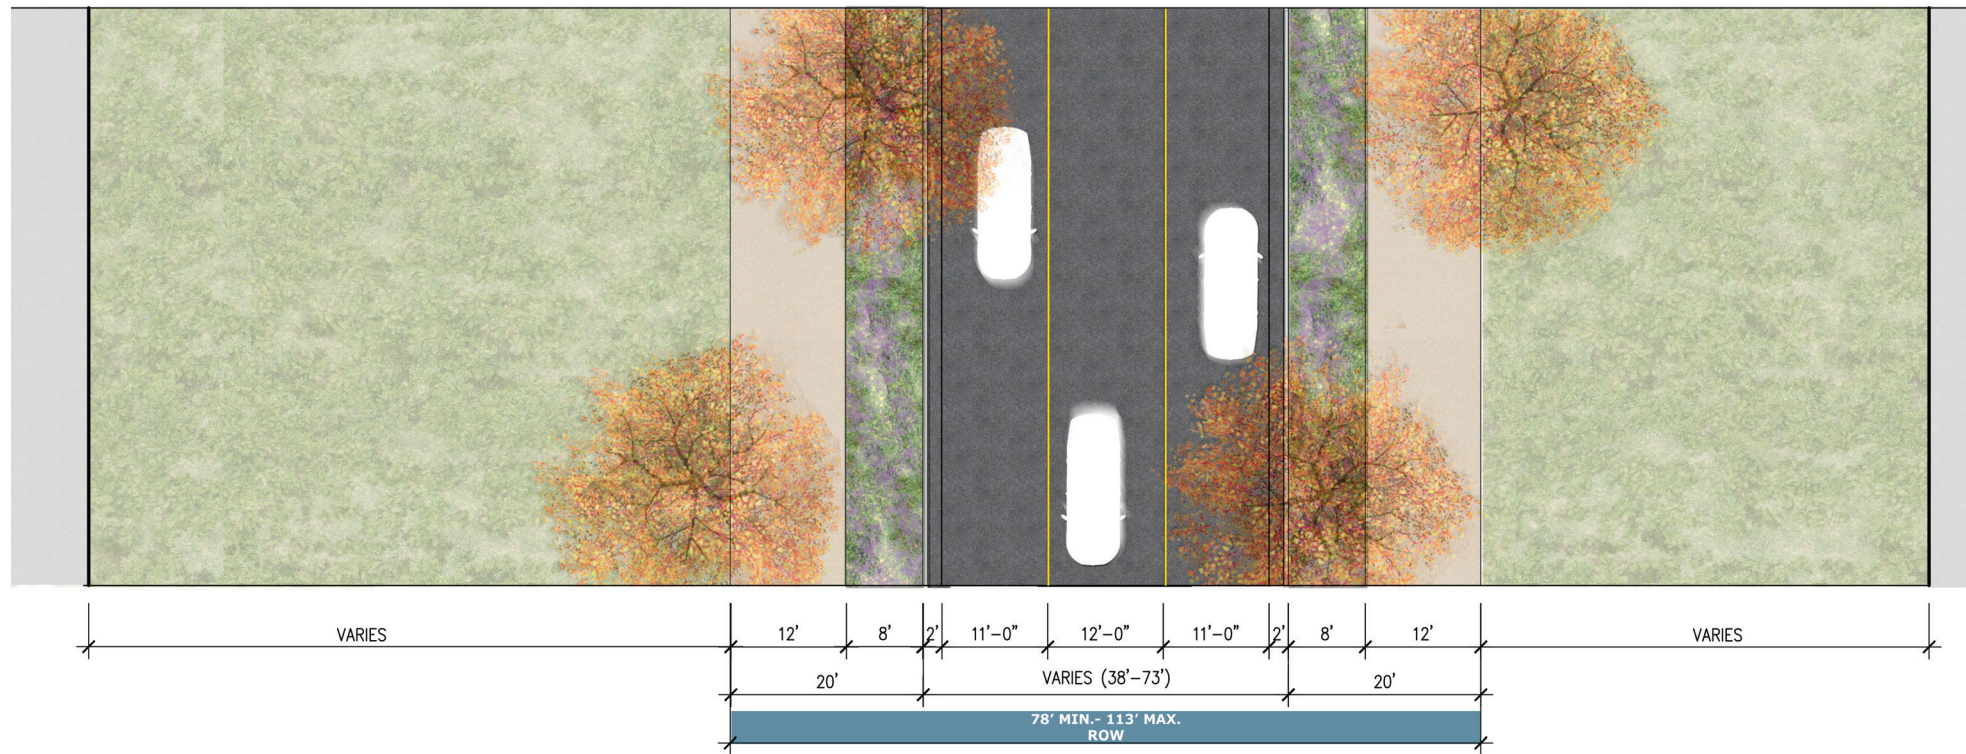 VARIES 12' 8' 2' 11'-0" 12'-0" 11'-0" 2' 8' 12' VARIES
20' VARIES (38'-73') 20'
78' MIN.- 113' MAX.
ROW